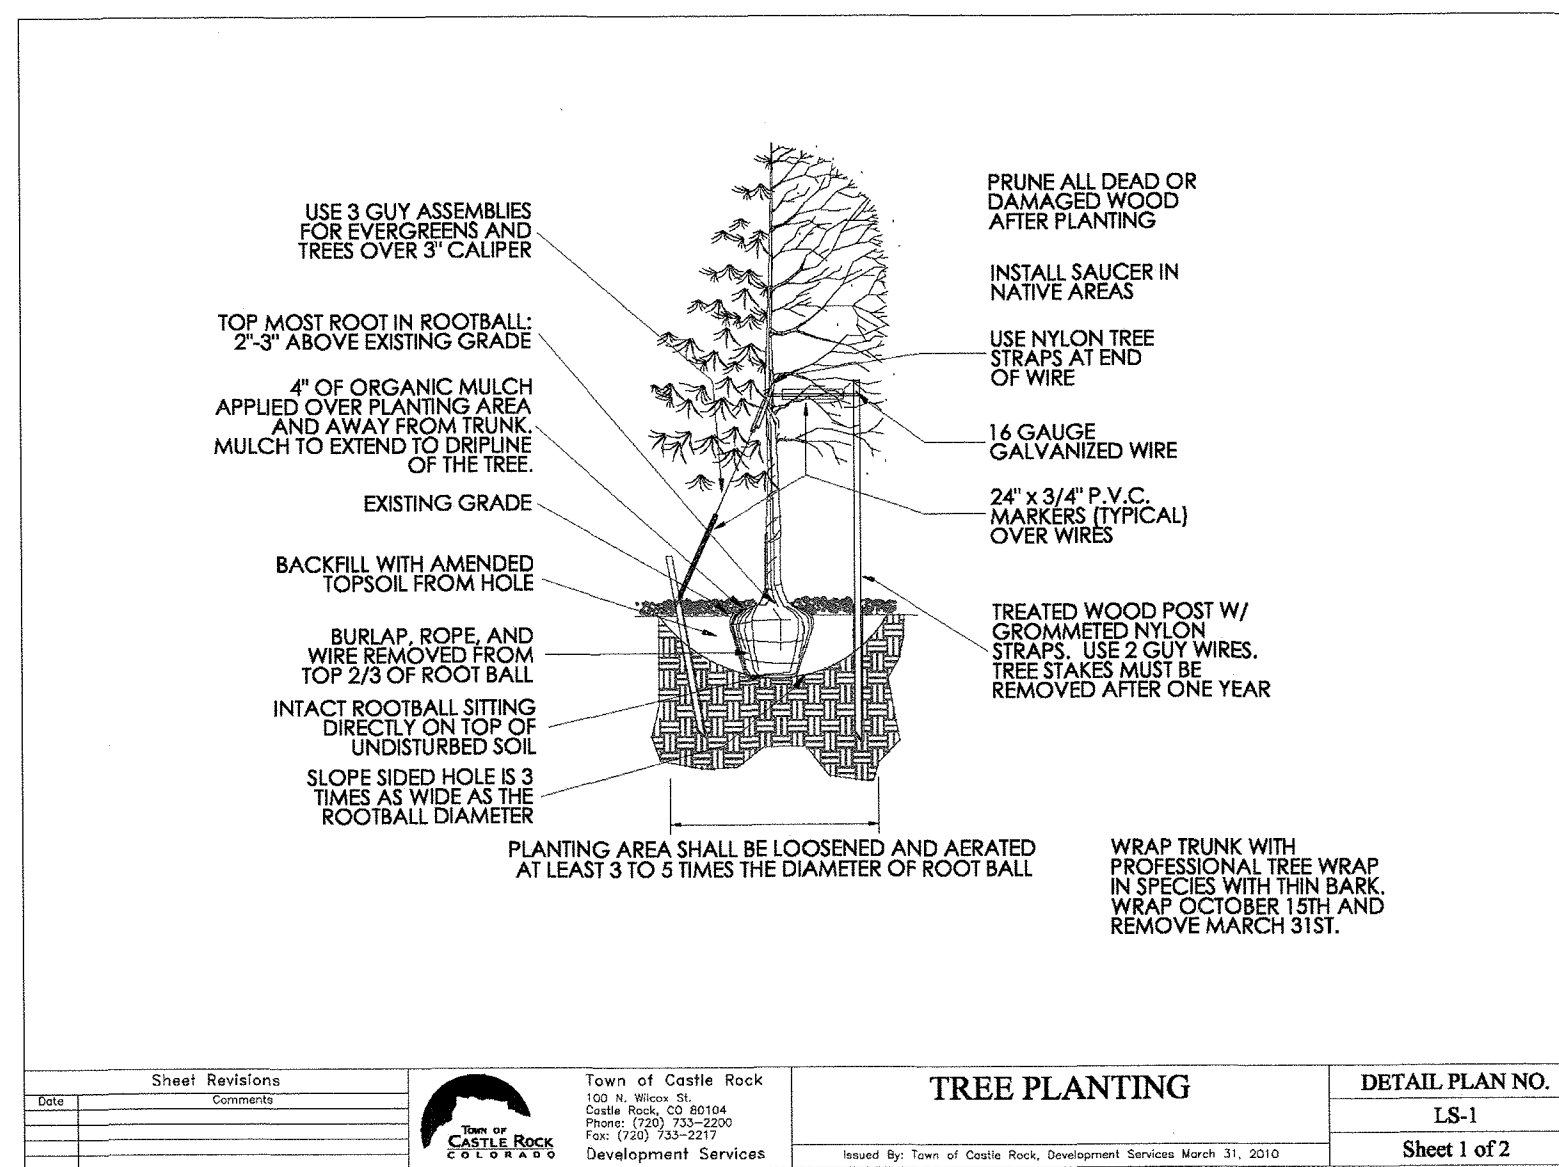 USE 3 GUY ASSEMBLIES
FOR EVERGREENS AND
TREES OVER 3" CALIPER
TOP MOST ROOT IN ROOTBALL:
2"-3" ABOVE EXISTING GRADE
4" OF ORGANIC MULCH
APPLIED OVER PLANTING AREA
AND AWAY FROM TRUNK.
MULCH TO EXTEND TO DRIPLINE
OF THE TREE.
EXISTING GRADE
BACKFILL WITH AMENDED
TOPSOIL FROM HOLE
BURLAP, ROPE, AND
WIRE REMOVED FROM
TOP 2/3 OF ROOT BALL
INTACT ROOTBALL SITTING
DIRECTLY ON TOP OF
UNDISTURBED SOIL
SLOPE SIDED HOLE IS 3
TIMES AS WIDE AS THE
ROOTBALL DIAMETER
PRUNE ALL DEAD OR
DAMAGED WOOD
AFTER PLANTING
INSTALL SAUCER IN
NATIVE AREAS
USE NYLON TREE
STRAPS AT END
OF WIRE
16 GAUGE
GALVANIZED WIRE
24" x 3/4" P.V.C.
MARKERS (TYPICAL)
OVER WIRES
TREATED WOOD POST W/
GROMMETED NYLON
STRAPS. USE 2 GUY WIRES.
TREE STAKES MUST BE
REMOVED AFTER ONE YEAR
PLANTING AREA SHALL BE LOOSENED AND AERATED
AT LEAST 3 TO 5 TIMES THE DIAMETER OF ROOT BALL
WRAP TRUNK WITH
PROFESSIONAL TREE WRAP
IN SPECIES WITH THIN BARK.
WRAP OCTOBER 15TH AND
REMOVE MARCH 31ST.
Sheet Revisions
Date Comments
TOWN OF
CASTLE ROCK
COLORADO
Town of Castle Rock
100 N. Wilcox St.
Castle Rock, CO 80104
Phone: (720) 733-2200
Fax: (720) 733-2217
Development Services
TREE PLANTING
Issued By: Town of Castle Rock, Development Services March 31, 2010
DETAIL PLAN NO.
LS-1
Sheet 1 of 2